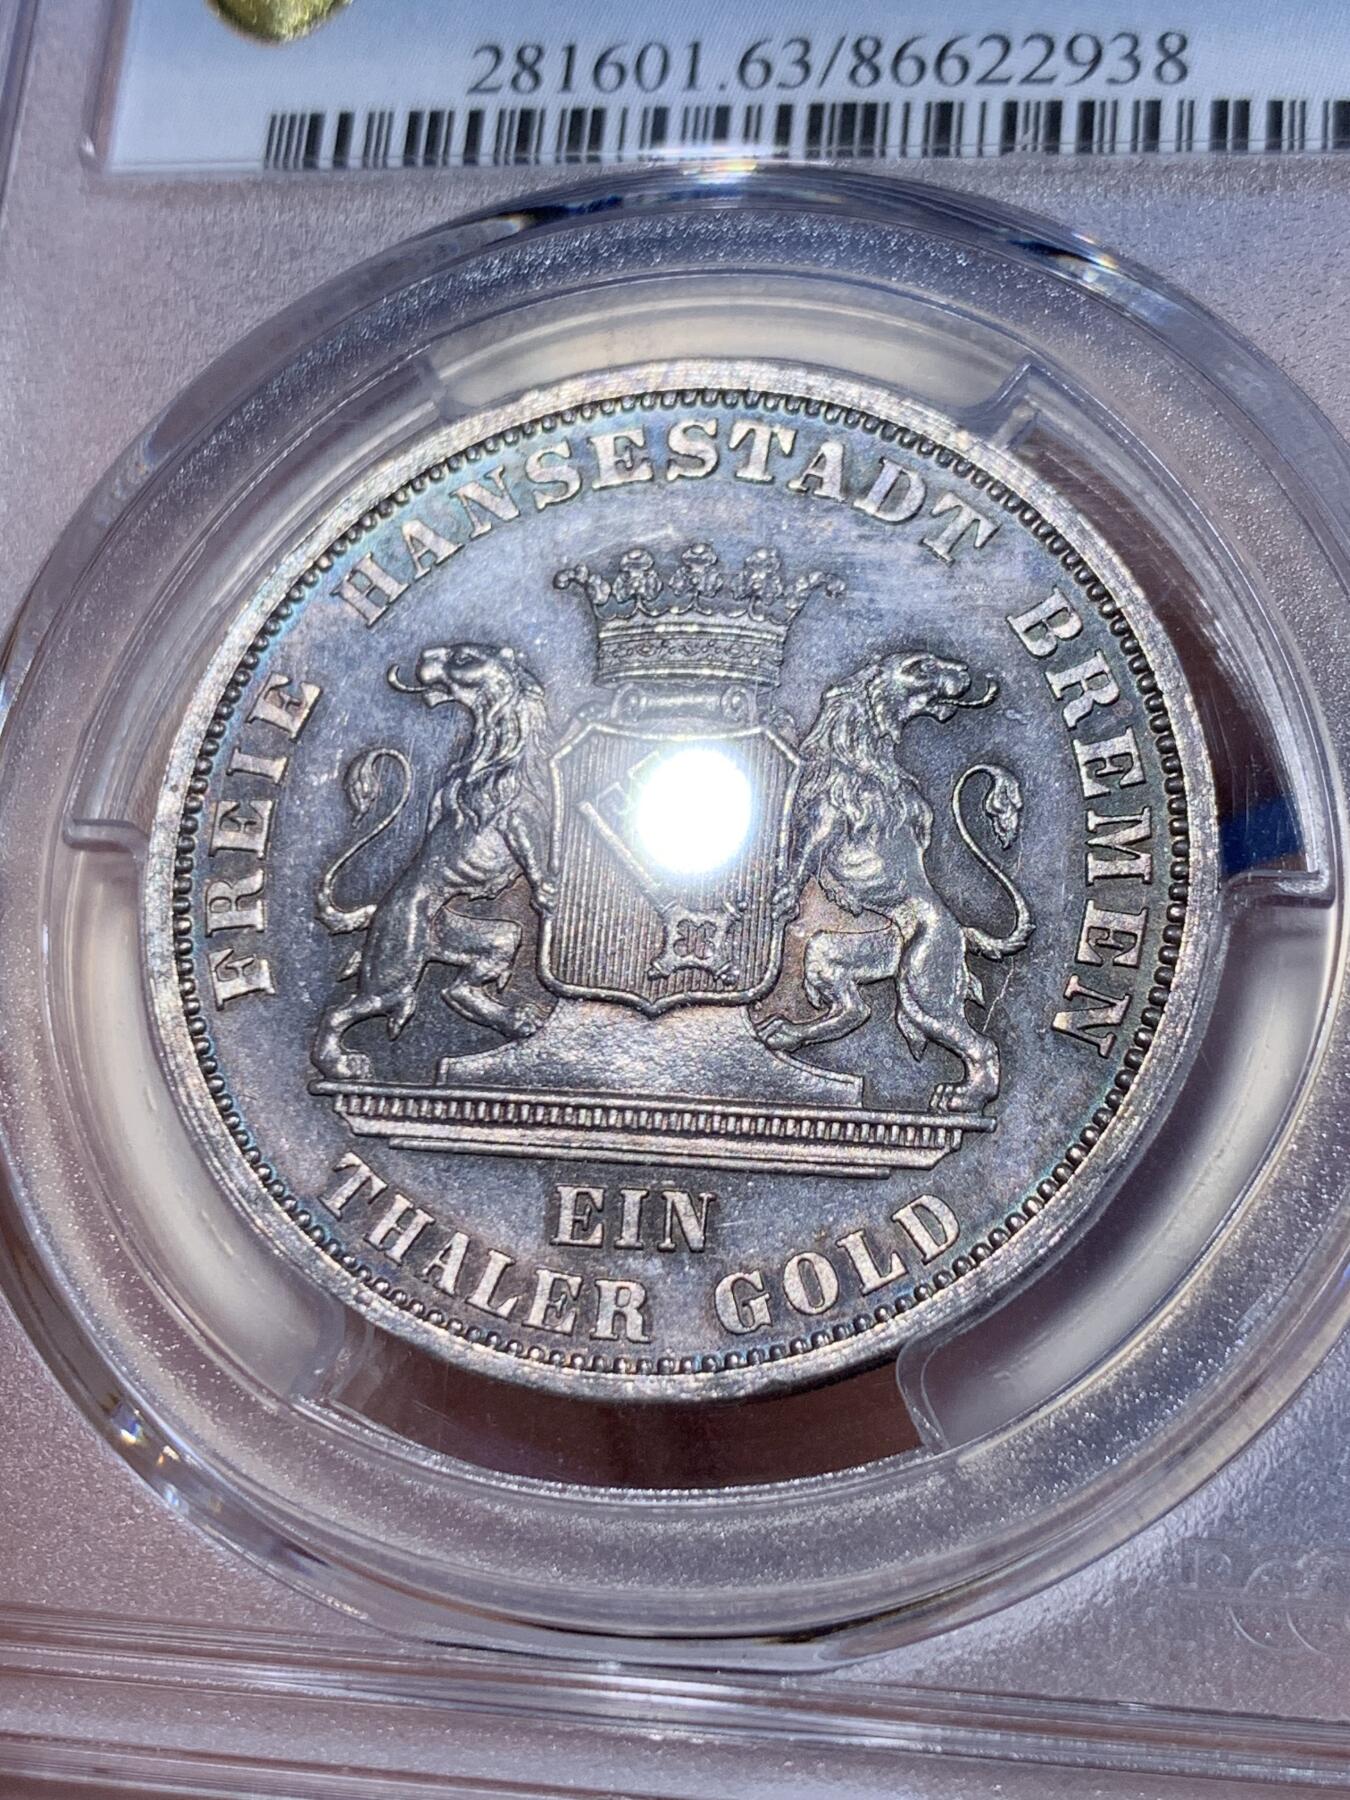 281601.63/86622938
FREIE HANSESTADT BREMEN
EIN
THALER GOLD